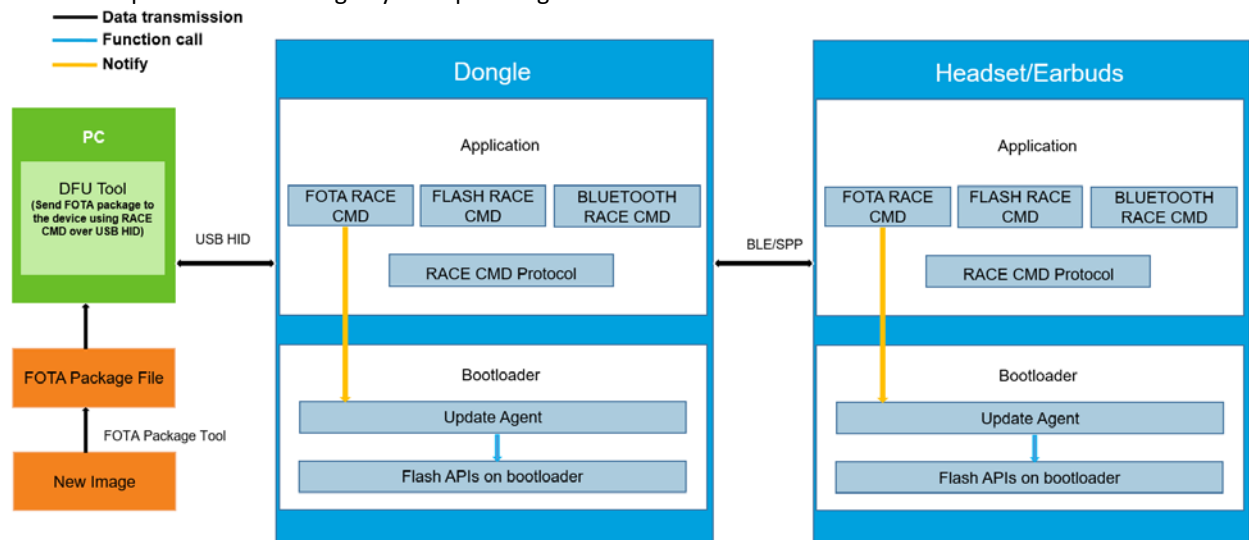 Data transmission
Function call
Notify
PC
DFU Tool
(Send FOTA package to
the device using RACE
CMD over USB HID)
FOTA Package File
FOTA Package Tool
New Image
USB HID
Dongle
Application
FOTA RACE
CMD
FLASH RACE
CMD
BLUETOOTH
RACE CMD
RACE CMD Protocol
Bootloader
Update Agent
Flash APIs on bootloader
BLE/SPP
Headset/Earbuds
Application
FOTA RACE
CMD
FLASH RACE
CMD
BLUETOOTH
RACE CMD
RACE CMD Protocol
Bootloader
Update Agent
Flash APIs on bootloader